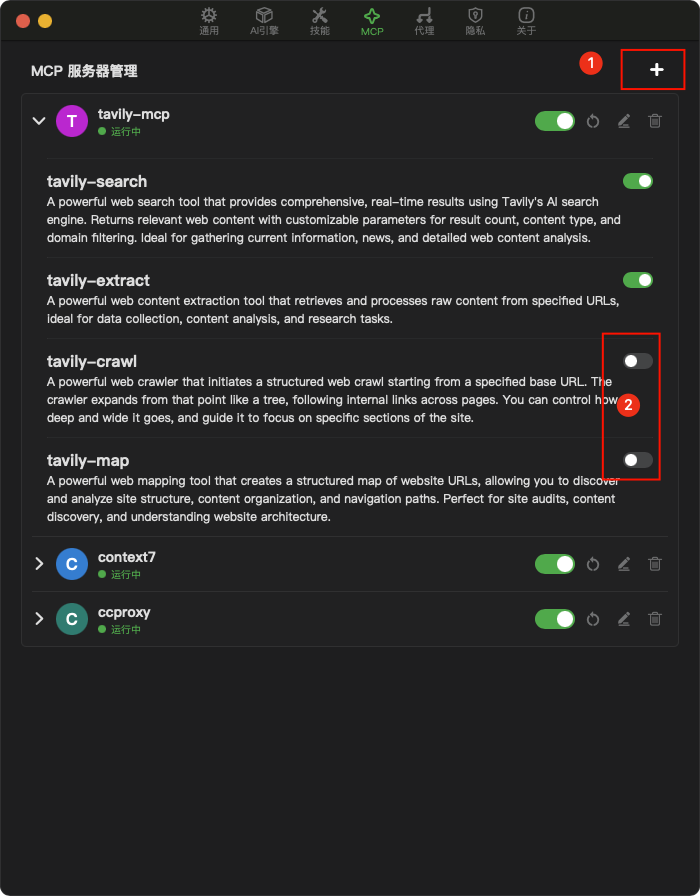 通用
AI引擎
技能
MCP
代理
隐私
关于
MCP 服务器管理
1
+
T
tavily-mcp
运行中
tavily-search
A powerful web search tool that provides comprehensive, real-time results using Tavily's AI search
engine. Returns relevant web content with customizable parameters for result count, content type, and
domain filtering. Ideal for gathering current information, news, and detailed web content analysis.
tavily-extract
A powerful web content extraction tool that retrieves and processes raw content from specified URLs,
ideal for data collection, content analysis, and research tasks.
tavily-crawl
A powerful web crawler that initiates a structured web crawl starting from a specified base URL. The
crawler expands from that point like a tree, following internal links across pages. You can control how
deep and wide it goes, and guide it to focus on specific sections of the site.
2
tavily-map
A powerful web mapping tool that creates a structured map of website URLs, allowing you to discover
and analyze site structure, content organization, and navigation paths. Perfect for site audits, content
discovery, and understanding website architecture.
C
context7
运行中
C
ccproxy
运行中